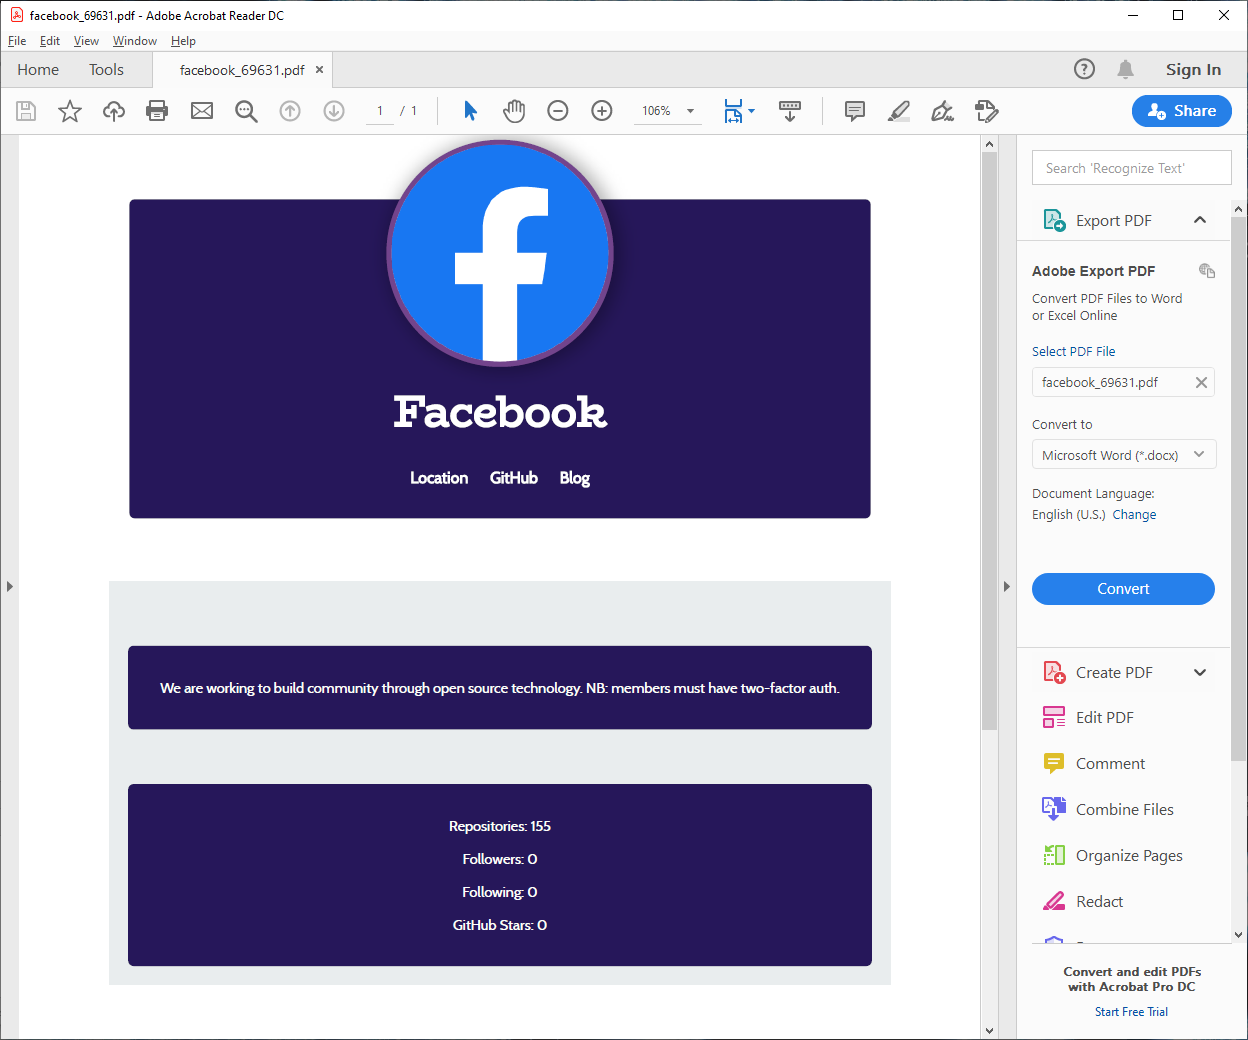 facebook_69631.pdf - Adobe Acrobat Reader DC
File Edit View Window Help
Home Tools facebook_69631.pdf × Sign In
1 / 1 106% Share
Facebook
Location GitHub Blog
We are working to build community through open source technology. NB: members must have two-factor auth.
Repositories: 155
Followers: 0
Following: 0
GitHub Stars: 0
Search 'Recognize Text'
Export PDF
Adobe Export PDF
Convert PDF Files to Word
or Excel Online
Select PDF File
facebook_69631.pdf
Convert to
Microsoft Word (*.docx)
Document Language:
English (U.S.) Change
Convert
Create PDF
Edit PDF
Comment
Combine Files
Organize Pages
Redact
Convert and edit PDFs
with Acrobat Pro DC
Start Free Trial